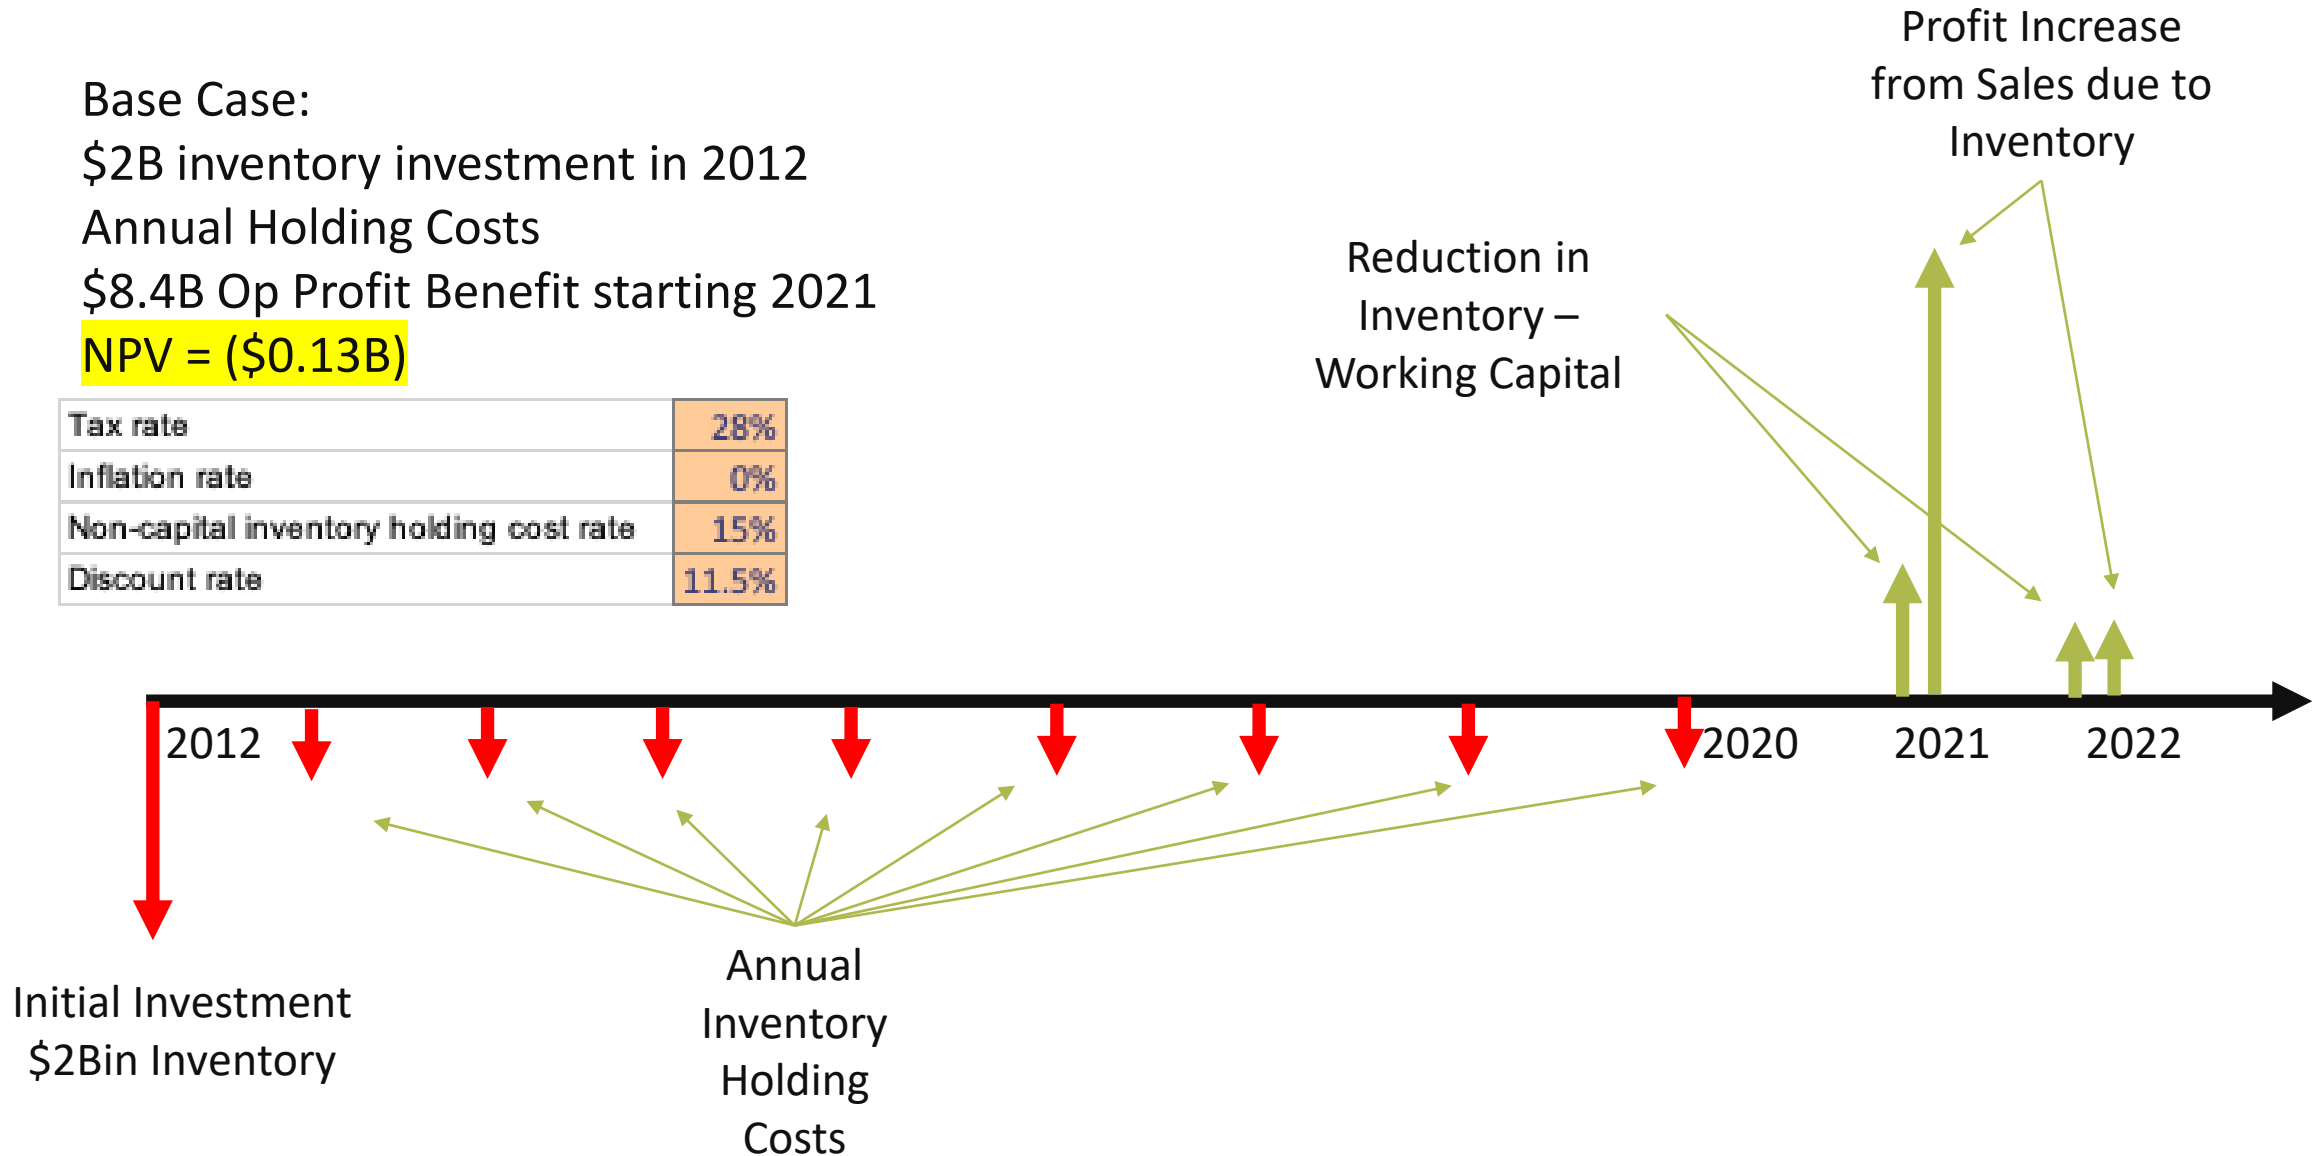 Profit Increase
from Sales due to
Inventory
Base Case:
$2B inventory investment in 2012
Annual Holding Costs
$8.4B Op Profit Benefit starting 2021
NPV = ($0.13B)
Reduction in
Inventory –
Working Capital
Tax rate 28%
Inflation rate 0%
Non-capital inventory holding cost rate 15%
Discount rate 11.5%
2012 2020 2021 2022
Initial Investment
$2Bin Inventory
Annual
Inventory
Holding
Costs